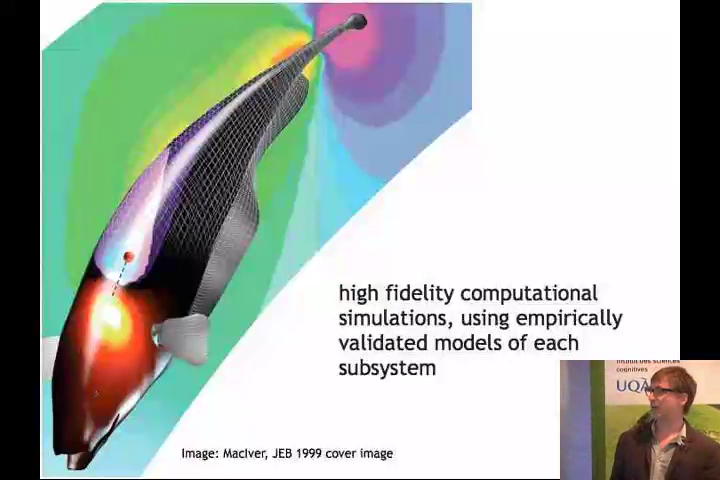 high fidelity computational
simulations, using empirically
validated models of each
subsystem
Image: MacIver, JEB 1999 cover image
cognitives
UQÀ